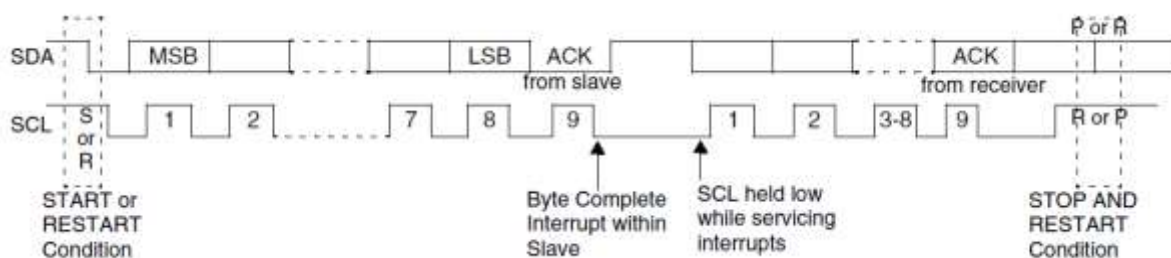 P or R
SDA MSB LSB ACK ACK
from slave from receiver
SCL S or R 1 2 7 8 9 1 2 3-8 9 R or P
START or RESTART Condition
Byte Complete Interrupt within Slave
SCL held low while servicing interrupts
STOP AND RESTART Condition